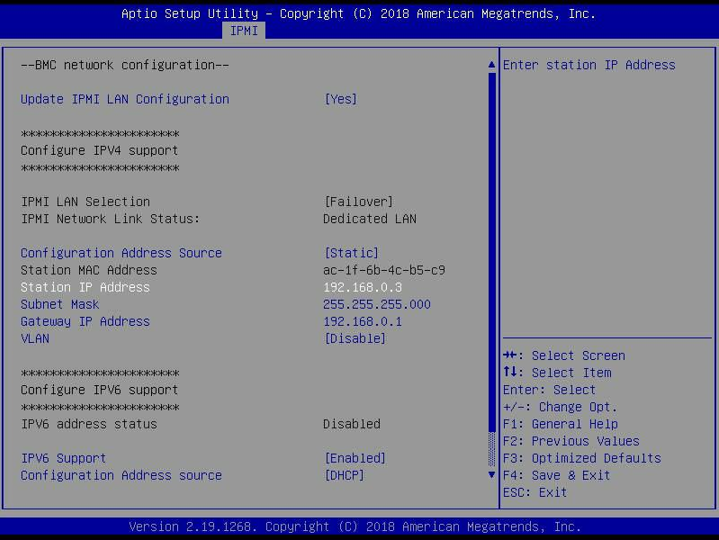 Aptio Setup Utility – Copyright (C) 2018 American Megatrends, Inc.
IPMI
--BMC network configuration--
Enter station IP Address
Update IPMI LAN Configuration [Yes]
***********************
Configure IPV4 support
***********************
IPMI LAN Selection [Failover]
IPMI Network Link Status: Dedicated LAN
Configuration Address Source [Static]
Station MAC Address ac-1f-6b-4c-b5-c9
Station IP Address 192.168.0.3
Subnet Mask 255.255.255.000
Gateway IP Address 192.168.0.1
VLAN [Disable]
***********************
Configure IPV6 support
***********************
IPV6 address status Disabled
IPV6 Support [Enabled]
Configuration Address source [DHCP]
→←: Select Screen
↑↓: Select Item
Enter: Select
+/-: Change Opt.
F1: General Help
F2: Previous Values
F3: Optimized Defaults
F4: Save & Exit
ESC: Exit
Version 2.19.1268. Copyright (C) 2018 American Megatrends, Inc.